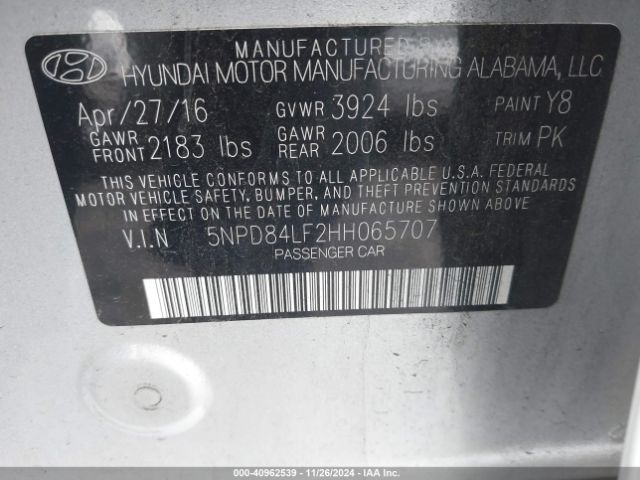 MANUFACTURED BY
HYUNDAI MOTOR MANUFACTURING ALABAMA, LLC
Apr/27/16 GVWR 3924 lbs PAINT Y8
GAWR FRONT 2183 lbs GAWR REAR 2006 lbs TRIM PK
THIS VEHICLE CONFORMS TO ALL APPLICABLE U.S.A. FEDERAL
MOTOR VEHICLE SAFETY, BUMPER, AND THEFT PREVENTION STANDARDS
IN EFFECT ON THE DATE OF MANUFACTURE SHOWN ABOVE.
V.I.N 5NPD84LF2HH065707
PASSENGER CAR
000-40962539 - 11/26/2024 - IAA Inc.